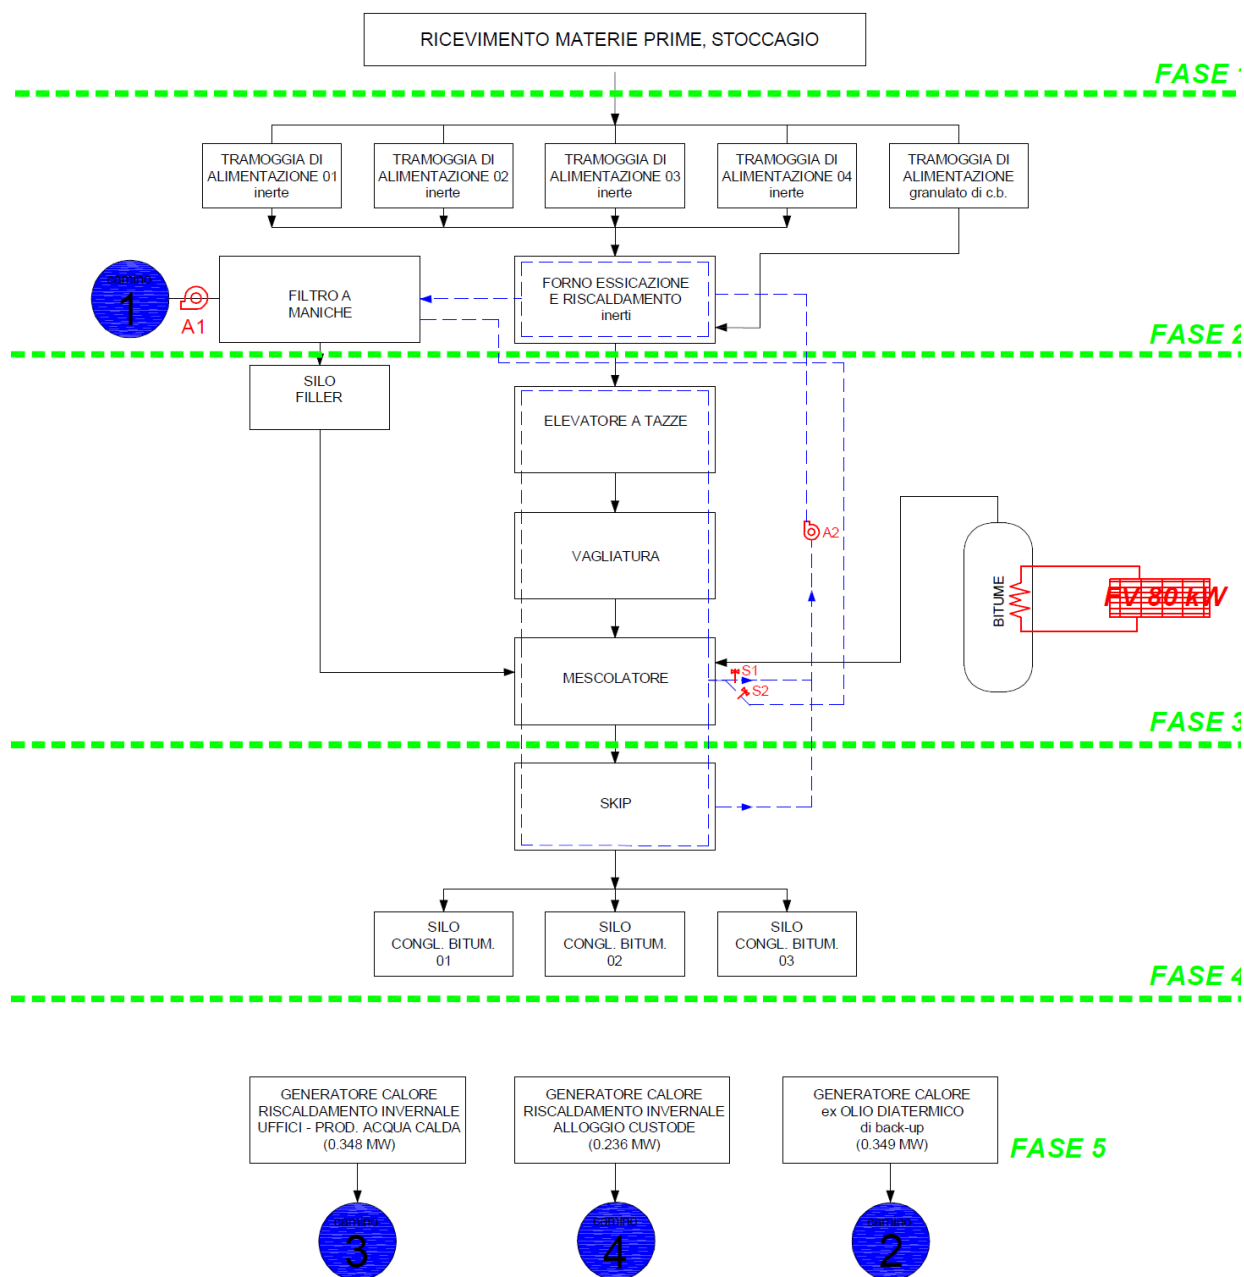 RICEVIMENTO MATERIE PRIME, STOCCAGIO
FASE 1
TRAMOGGIA DI
ALIMENTAZIONE 01
inerte
TRAMOGGIA DI
ALIMENTAZIONE 02
inerte
TRAMOGGIA DI
ALIMENTAZIONE 03
inerte
TRAMOGGIA DI
ALIMENTAZIONE 04
inerte
TRAMOGGIA DI
ALIMENTAZIONE
granulato di c.b.
camino
1
A1
FILTRO A
MANICHE
FORNO ESSICAZIONE
E RISCALDAMENTO
inerti
FASE 2
SILO
FILLER
ELEVATORE A TAZZE
VAGLIATURA
A2
BITUME
FV 80 kW
MESCOLATORE
S1
S2
FASE 3
SKIP
SILO
CONGL. BITUM.
01
SILO
CONGL. BITUM.
02
SILO
CONGL. BITUM.
03
FASE 4
GENERATORE CALORE
RISCALDAMENTO INVERNALE
UFFICI - PROD. ACQUA CALDA
(0.348 MW)
GENERATORE CALORE
RISCALDAMENTO INVERNALE
ALLOGGIO CUSTODE
(0.236 MW)
GENERATORE CALORE
ex OLIO DIATERMICO
di back-up
(0.349 MW)
FASE 5
camino
3
camino
4
camino
2